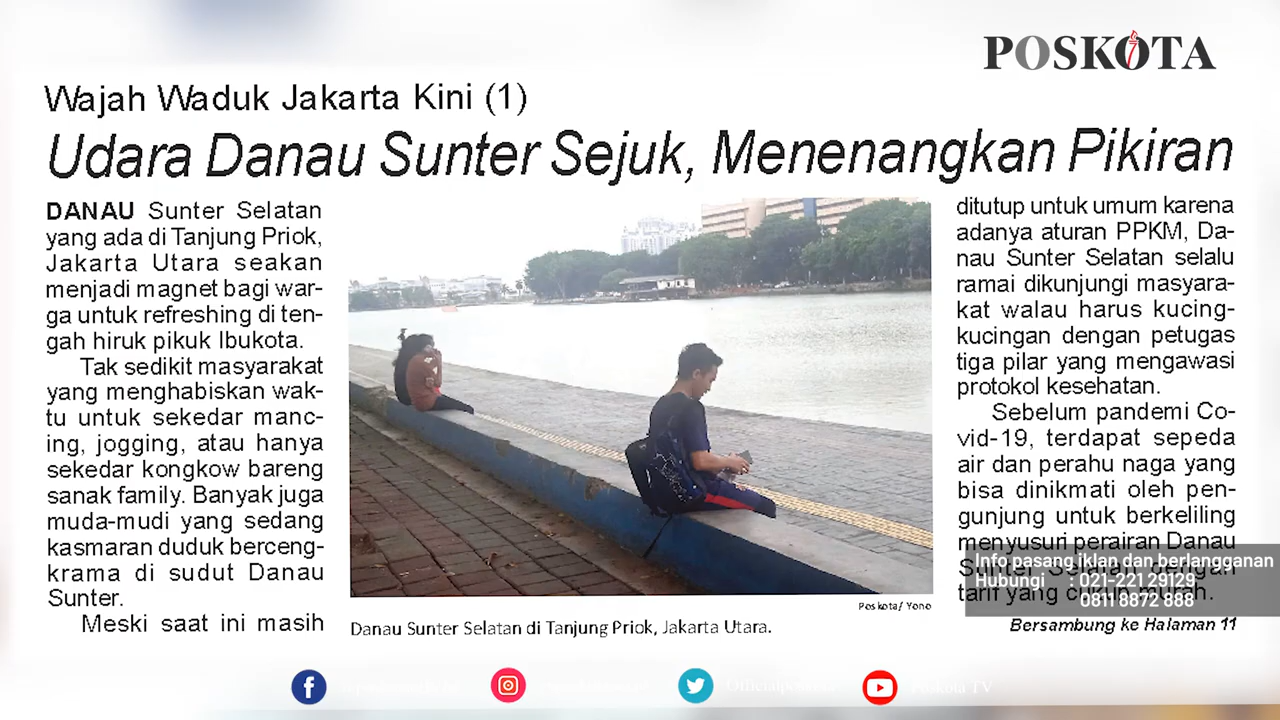 POSKOTA
Wajah Waduk Jakarta Kini (1)
Udara Danau Sunter Sejuk, Menenangkan Pikiran
DANAU Sunter Selatan
yang ada di Tanjung Priok,
Jakarta Utara seakan
menjadi magnet bagi war-
ga untuk refreshing di ten-
gah hiruk pikuk Ibukota.
Tak sedikit masyarakat
yang menghabiskan wak-
tu untuk sekedar manc-
ing, jogging, atau hanya
sekedar kongkow bareng
sanak family. Banyak juga
muda-mudi yang sedang
kasmaran duduk berceng-
krama di sudut Danau
Sunter.
Meski saat ini masih
Poskota/ Yono
Danau Sunter Selatan di Tanjung Priok, Jakarta Utara.
ditutup untuk umum karena
adanya aturan PPKM, Da-
nau Sunter Selatan selalu
ramai dikunjungi masyara-
kat walau harus kucing-
kucingan dengan petugas
tiga pilar yang mengawasi
protokol kesehatan.
Sebelum pandemi Co-
vid-19, terdapat sepeda
air dan perahu naga yang
bisa dinikmati oleh pen-
gunjung untuk berkeliling
menyusuri perairan Danau
Sunter Selatan dengan
tarif yang
Bersambung ke Halaman 11
Info pasang iklan dan berlangganan
Hubungi : 021-221 29129
0811 8872 888
Poskota TV